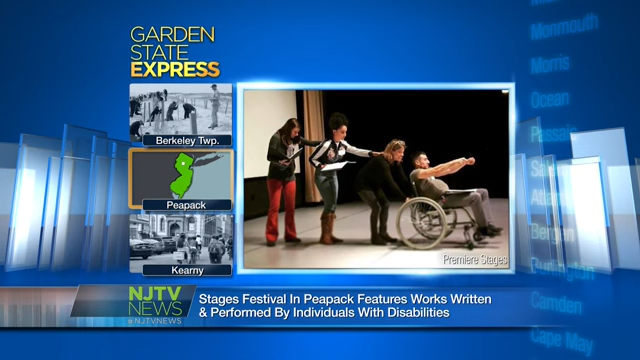 GARDEN
STATE
EXPRESS
Berkeley Twp.
Peapack
Kearny
Premiere Stages
Monmouth
Morris
Ocean
Passaic
Bergen
Burlington
Camden
Cape May
NJTV
NEWS
@NJTVNEWS
Stages Festival In Peapack Features Works Written
& Performed By Individuals With Disabilities